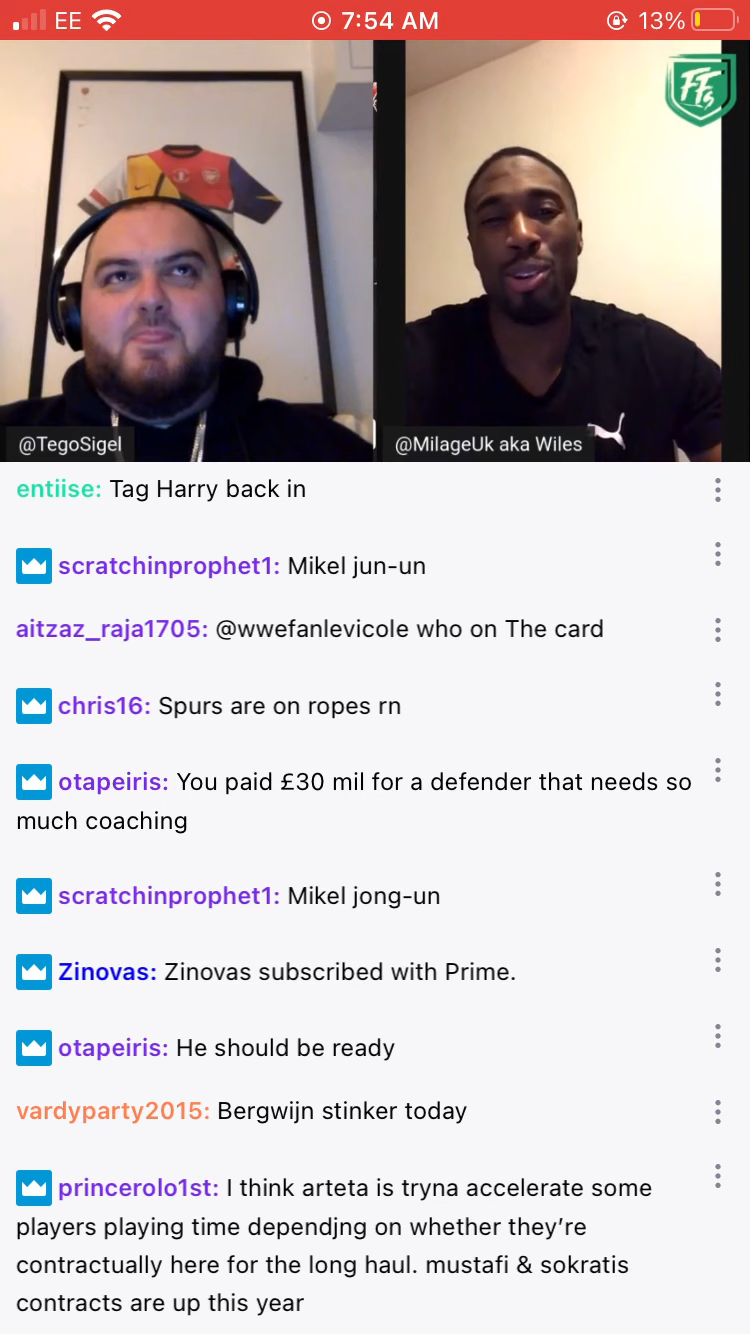 EE 7:54 AM 13%
FFs
@TegoSigel
@MilageUk aka Wiles
entiise: Tag Harry back in
scratchinprophet1: Mikel jun-un
aitzaz_raja1705: @wwefanlevicole who on The card
chris16: Spurs are on ropes rn
otapeiris: You paid £30 mil for a defender that needs so
much coaching
scratchinprophet1: Mikel jong-un
Zinovas: Zinovas subscribed with Prime.
otapeiris: He should be ready
vardyparty2015: Bergwijn stinker today
princerolo1st: I think arteta is tryna accelerate some
players playing time dependjng on whether they’re
contractually here for the long haul. mustafi & sokratis
contracts are up this year